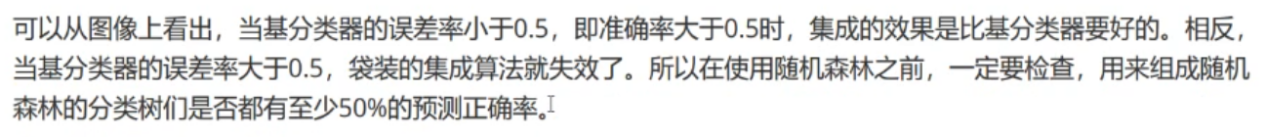 可以从图像上看出，当基分类器的误差率小于0.5，即准确率大于0.5时，集成的效果是比基分类器要好的。相反，
当基分类器的误差率大于0.5，袋装的集成算法就失效了。所以在使用随机森林之前，一定要检查，用来组成随机
森林的分类树们是否都有至少50%的预测正确率。